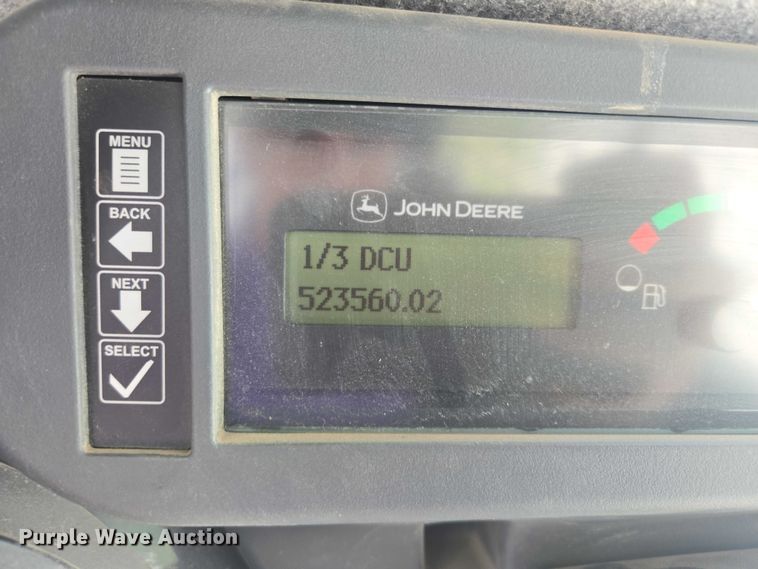 MENU
BACK
NEXT
SELECT
JOHN DEERE
1/3 DCU
523560.02
Purple Wave Auction